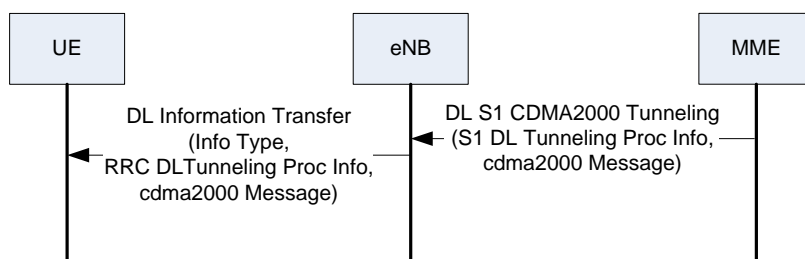 UE
eNB
MME
DL Information Transfer
(Info Type,
RRC DLTunneling Proc Info,
cdma2000 Message)
DL S1 CDMA2000 Tunneling
(S1 DL Tunneling Proc Info,
cdma2000 Message)